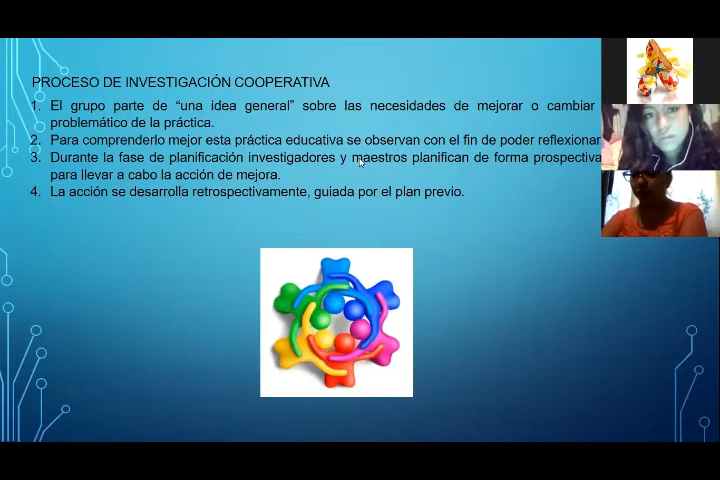 PROCESO DE INVESTIGACIÓN COOPERATIVA
1. El grupo parte de “una idea general” sobre las necesidades de mejorar o cambiar
problemático de la práctica.
2. Para comprenderlo mejor esta práctica educativa se observan con el fin de poder reflexionar
3. Durante la fase de planificación investigadores y maestros planifican de forma prospectiva
para llevar a cabo la acción de mejora.
4. La acción se desarrolla retrospectivamente, guiada por el plan previo.